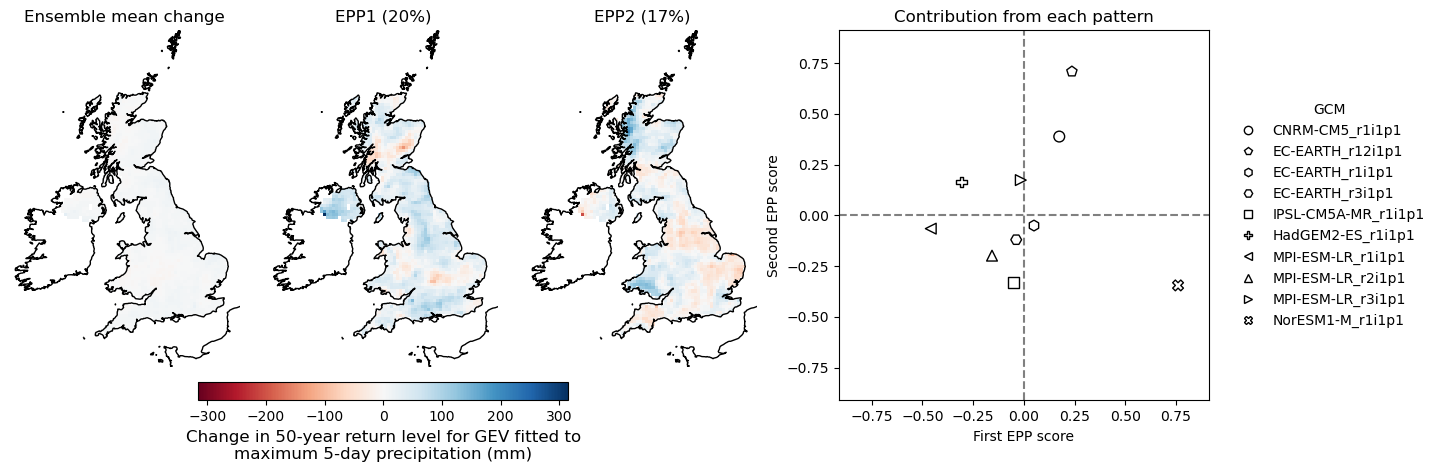 Ensemble mean change
EPP1 (20%)
EPP2 (17%)
−300 −200 −100 0 100 200 300
Change in 50-year return level for GEV fitted to
maximum 5-day precipitation (mm)
Contribution from each pattern
Second EPP score
0.75
0.50
0.25
0.00
−0.25
−0.50
−0.75
−0.75 −0.50 −0.25 0.00 0.25 0.50 0.75
First EPP score
GCM
CNRM-CM5_r1i1p1
EC-EARTH_r12i1p1
EC-EARTH_r1i1p1
EC-EARTH_r3i1p1
IPSL-CM5A-MR_r1i1p1
HadGEM2-ES_r1i1p1
MPI-ESM-LR_r1i1p1
MPI-ESM-LR_r2i1p1
MPI-ESM-LR_r3i1p1
NorESM1-M_r1i1p1